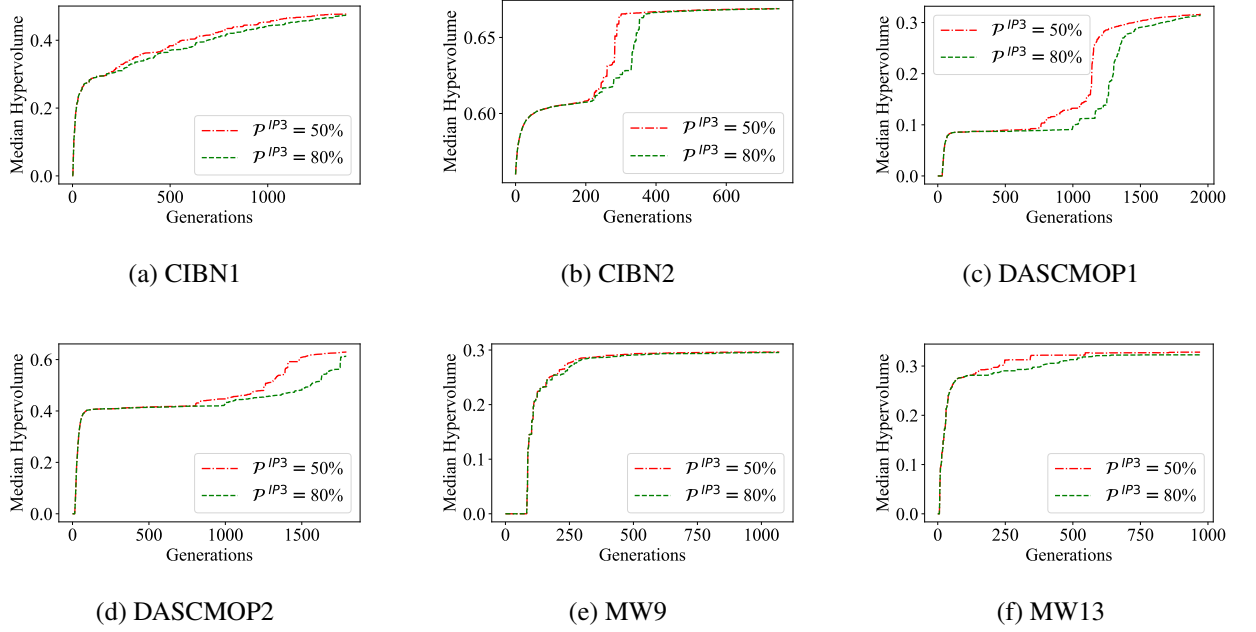 Median Hypervolume
0.4
0.2
0.0
500
1000
Generations
𝒫 IP3 = 50%
𝒫 IP3 = 80%
(a) CIBN1
Median Hypervolume
0.65
0.60
0
200
400
600
Generations
𝒫 IP3 = 50%
𝒫 IP3 = 80%
(b) CIBN2
Median Hypervolume
0.3
0.2
0.1
0.0
0
500
1000
1500
2000
Generations
𝒫 IP3 = 50%
𝒫 IP3 = 80%
(c) DASCMOP1
Median Hypervolume
0.6
0.4
0.2
0.0
0
500
1000
1500
Generations
𝒫 IP3 = 50%
𝒫 IP3 = 80%
(d) DASCMOP2
Median Hypervolume
0.3
0.2
0.1
0.0
0
250
500
750
1000
Generations
𝒫 IP3 = 50%
𝒫 IP3 = 80%
(e) MW9
Median Hypervolume
0.3
0.2
0.1
0.0
0
250
500
750
1000
Generations
𝒫 IP3 = 50%
𝒫 IP3 = 80%
(f) MW13